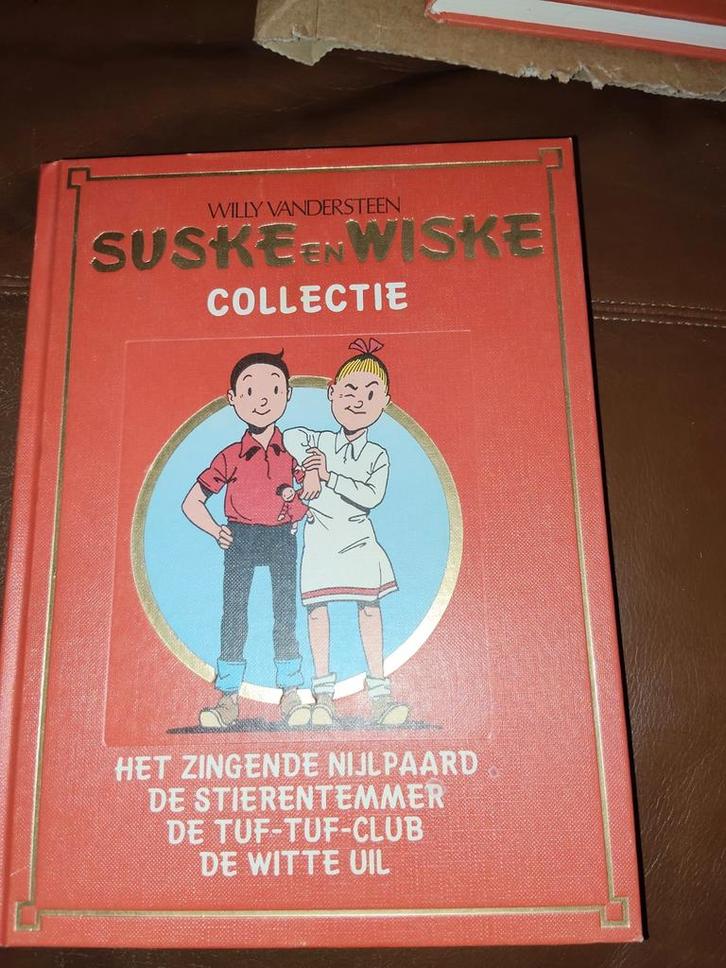 WILLY VANDERSTEEN
SUSKE EN WISKE
COLLECTIE
HET ZINGENDE NIJLPAARD
DE STIERENTEMMER
DE TUF-TUF-CLUB
DE WITTE UIL